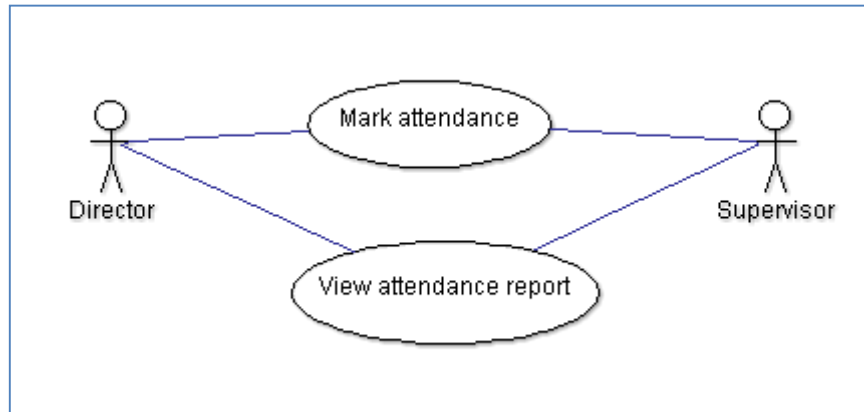 Mark attendance
Director
Supervisor
View attendance report